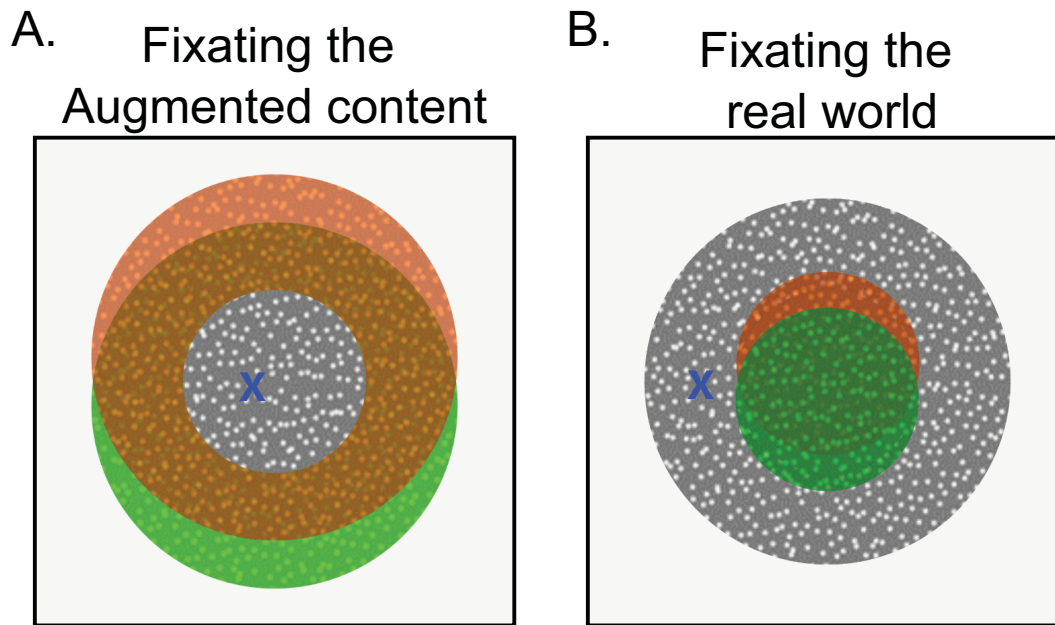 A.
Fixating the
Augmented content
X
B.
Fixating the
real world
X